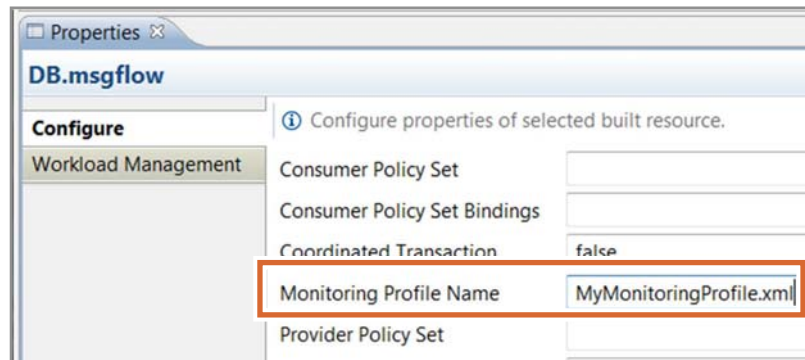 Properties
DB.msgflow
Configure
Configure properties of selected built resource.
Workload Management
Consumer Policy Set
Consumer Policy Set Bindings
Coordinated Transaction false
Monitoring Profile Name MyMonitoringProfile.xml
Provider Policy Set